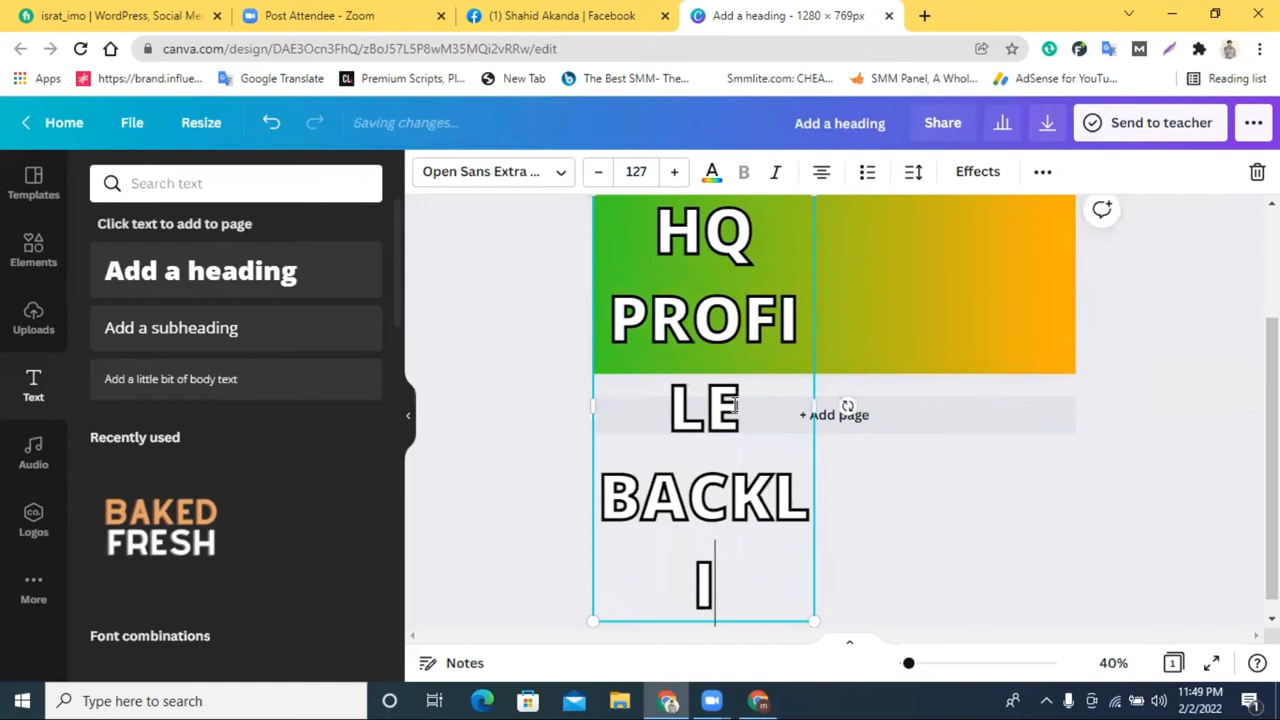 israt_imo | WordPress, Social Me
Post Attendee - Zoom
(1) Shahid Akanda | Facebook
Add a heading - 1280 × 769px
canva.com/design/DAE3Ocn3FhQ/zBoJ57L5P8wM35MQi2vRRw/edit
Apps
https://brand.influe...
Google Translate
Premium Scripts, Pl...
New Tab
The Best SMM- The...
Smmlite.com: CHEA...
SMM Panel, A Whol...
AdSense for YouTu...
Reading list
Home
File
Resize
Saving changes...
Add a heading
Share
Send to teacher
Templates
Elements
Uploads
Text
Audio
Logos
More
Search text
Click text to add to page
Add a heading
Add a subheading
Add a little bit of body text
Recently used
BAKED
FRESH
Font combinations
Open Sans Extra ...
127
A
B
I
Effects
HQ
PROFI
LE
BACKL
I
+ Add page
Notes
40%
1
Type here to search
11:49 PM
2/2/2022
1